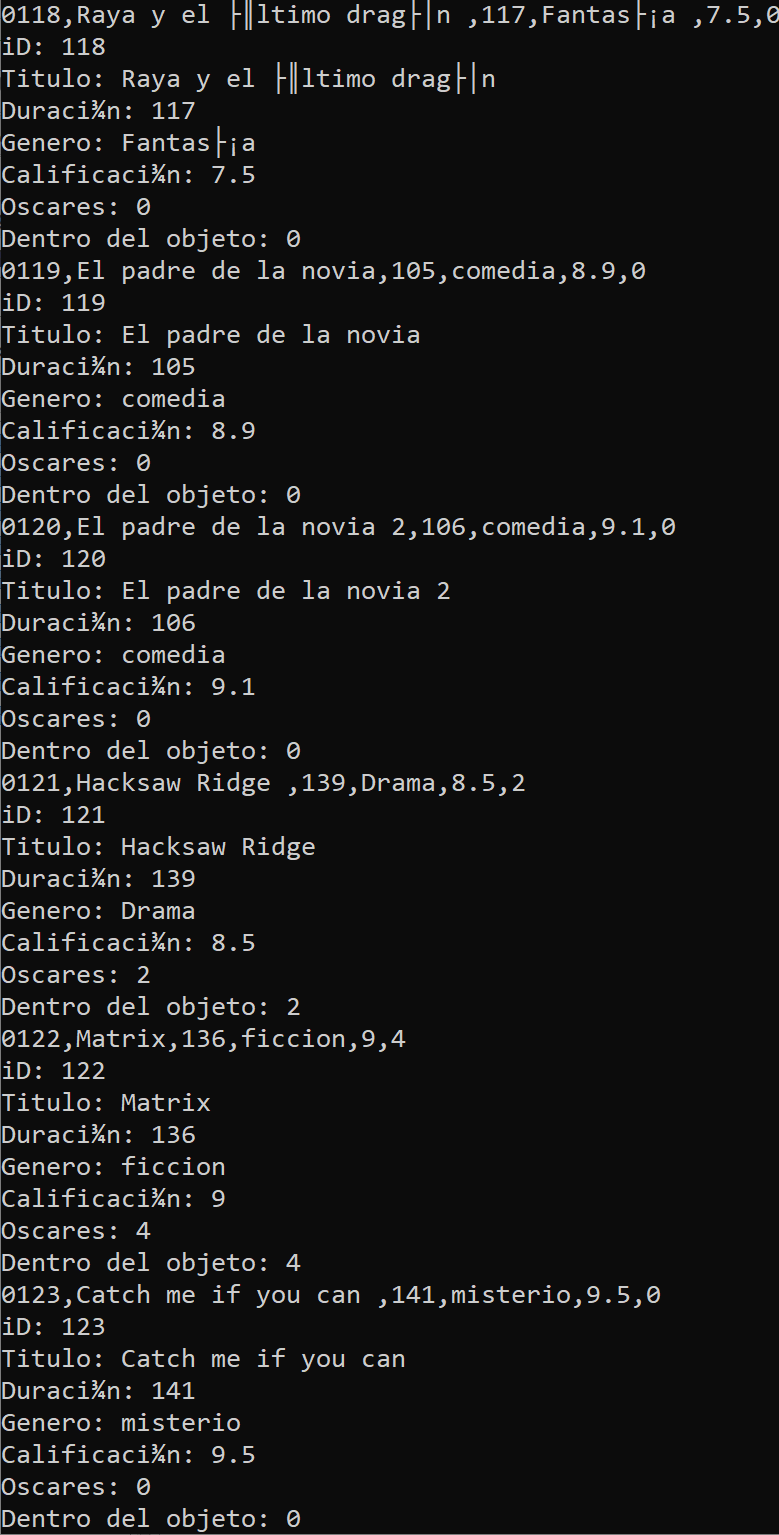 0118,Raya y el ├║ltimo drag├│n ,117,Fantas├¡a ,7.5,0
iD: 118
Titulo: Raya y el ├║ltimo drag├│n
Duraci¾n: 117
Genero: Fantas├¡a
Calificaci¾n: 7.5
Oscares: 0
Dentro del objeto: 0
0119,El padre de la novia,105,comedia,8.9,0
iD: 119
Titulo: El padre de la novia
Duraci¾n: 105
Genero: comedia
Calificaci¾n: 8.9
Oscares: 0
Dentro del objeto: 0
0120,El padre de la novia 2,106,comedia,9.1,0
iD: 120
Titulo: El padre de la novia 2
Duraci¾n: 106
Genero: comedia
Calificaci¾n: 9.1
Oscares: 0
Dentro del objeto: 0
0121,Hacksaw Ridge ,139,Drama,8.5,2
iD: 121
Titulo: Hacksaw Ridge
Duraci¾n: 139
Genero: Drama
Calificaci¾n: 8.5
Oscares: 2
Dentro del objeto: 2
0122,Matrix,136,ficcion,9,4
iD: 122
Titulo: Matrix
Duraci¾n: 136
Genero: ficcion
Calificaci¾n: 9
Oscares: 4
Dentro del objeto: 4
0123,Catch me if you can ,141,misterio,9.5,0
iD: 123
Titulo: Catch me if you can
Duraci¾n: 141
Genero: misterio
Calificaci¾n: 9.5
Oscares: 0
Dentro del objeto: 0